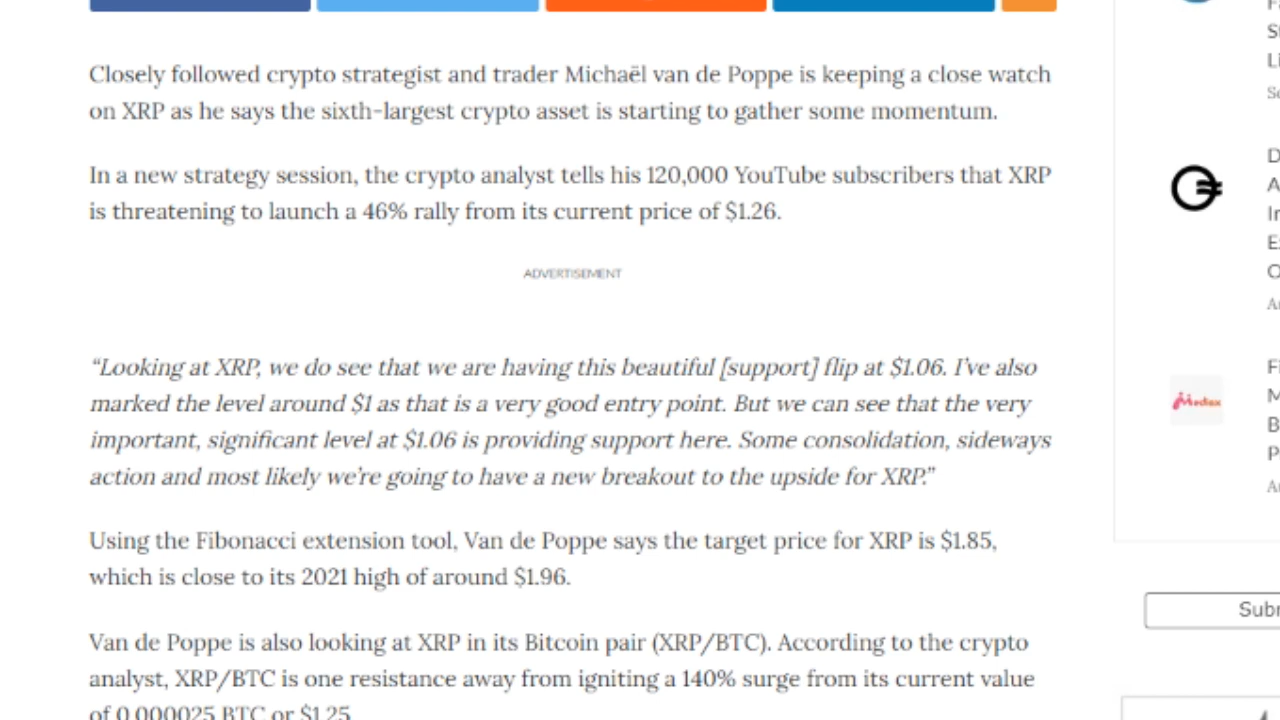 Closely followed crypto strategist and trader Michaël van de Poppe is keeping a close watch
on XRP as he says the sixth-largest crypto asset is starting to gather some momentum.
In a new strategy session, the crypto analyst tells his 120,000 YouTube subscribers that XRP
is threatening to launch a 46% rally from its current price of $1.26.
ADVERTISEMENT
“Looking at XRP, we do see that we are having this beautiful [support] flip at $1.06. I’ve also
marked the level around $1 as that is a very good entry point. But we can see that the very
important, significant level at $1.06 is providing support here. Some consolidation, sideways
action and most likely we’re going to have a new breakout to the upside for XRP.”
Using the Fibonacci extension tool, Van de Poppe says the target price for XRP is $1.85,
which is close to its 2021 high of around $1.96.
Van de Poppe is also looking at XRP in its Bitcoin pair (XRP/BTC). According to the crypto
analyst, XRP/BTC is one resistance away from igniting a 140% surge from its current value
of 0.000025 BTC or $1.25
Mediex